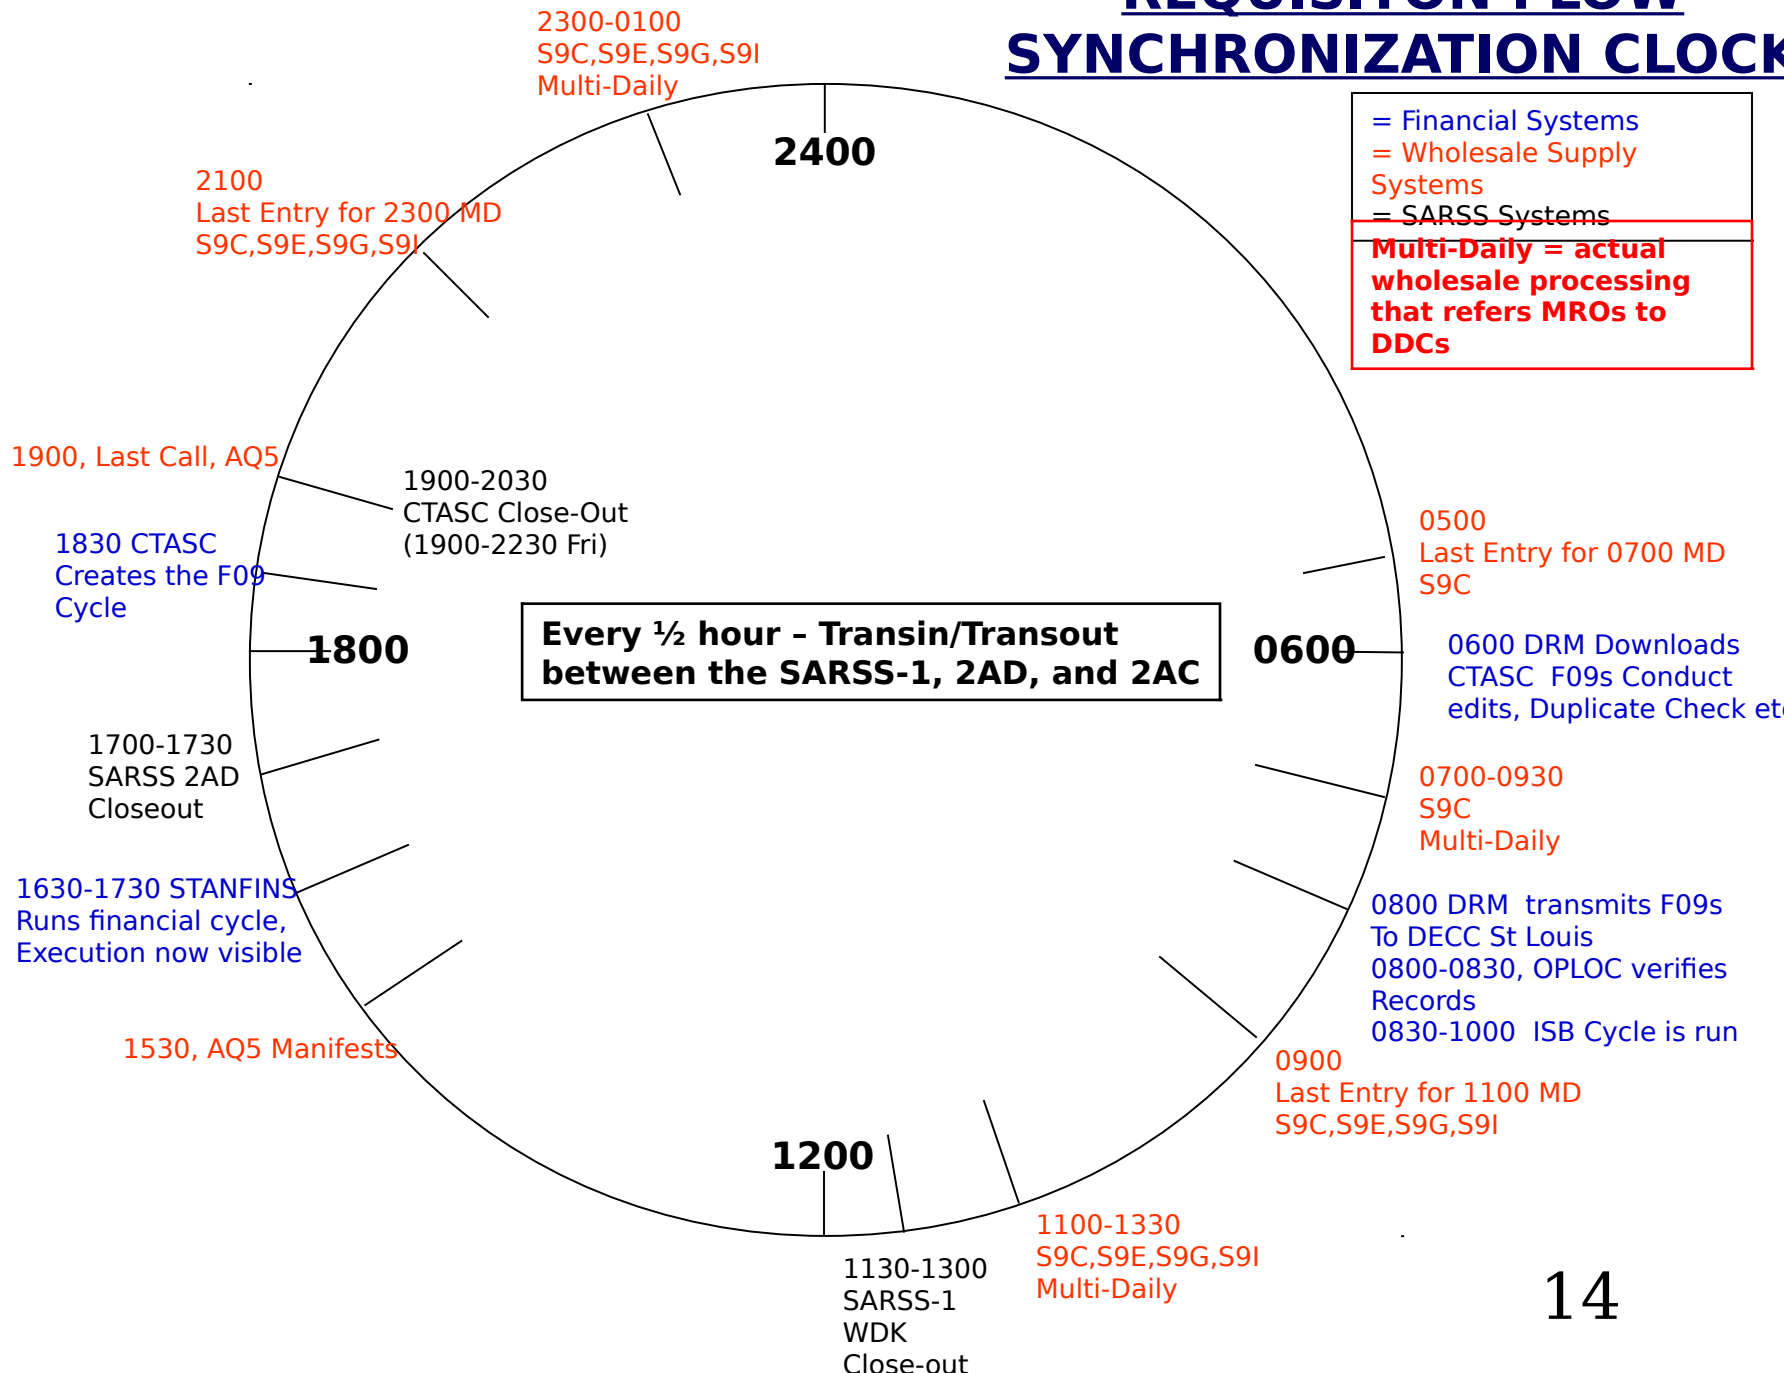 REQUISITON FLOW
SYNCHRONIZATION CLOCK
= Financial Systems
= Wholesale Supply
Systems
= SARSS Systems
Multi-Daily = actual
wholesale processing
that refers MROs to
DDCs
2300-0100
S9C,S9E,S9G,S9I
Multi-Daily
2400
2100
Last Entry for 2300 MD
S9C,S9E,S9G,S9I
1900, Last Call, AQ5
1900-2030
CTASC Close-Out
(1900-2230 Fri)
1830 CTASC
Creates the F09
Cycle
1800
Every ½ hour – Transin/Transout
between the SARSS-1, 2AD, and 2AC
0600
0500
Last Entry for 0700 MD
S9C
0600 DRM Downloads
CTASC  F09s Conduct
edits, Duplicate Check etc
1700-1730
SARSS 2AD
Closeout
0700-0930
S9C
Multi-Daily
1630-1730 STANFINS
Runs financial cycle,
Execution now visible
0800 DRM  transmits F09s
To DECC St Louis
0800-0830, OPLOC verifies
Records
0830-1000  ISB Cycle is run
1530, AQ5 Manifests
0900
Last Entry for 1100 MD
S9C,S9E,S9G,S9I
1200
1100-1330
S9C,S9E,S9G,S9I
Multi-Daily
1130-1300
SARSS-1
WDK
Close-out
14